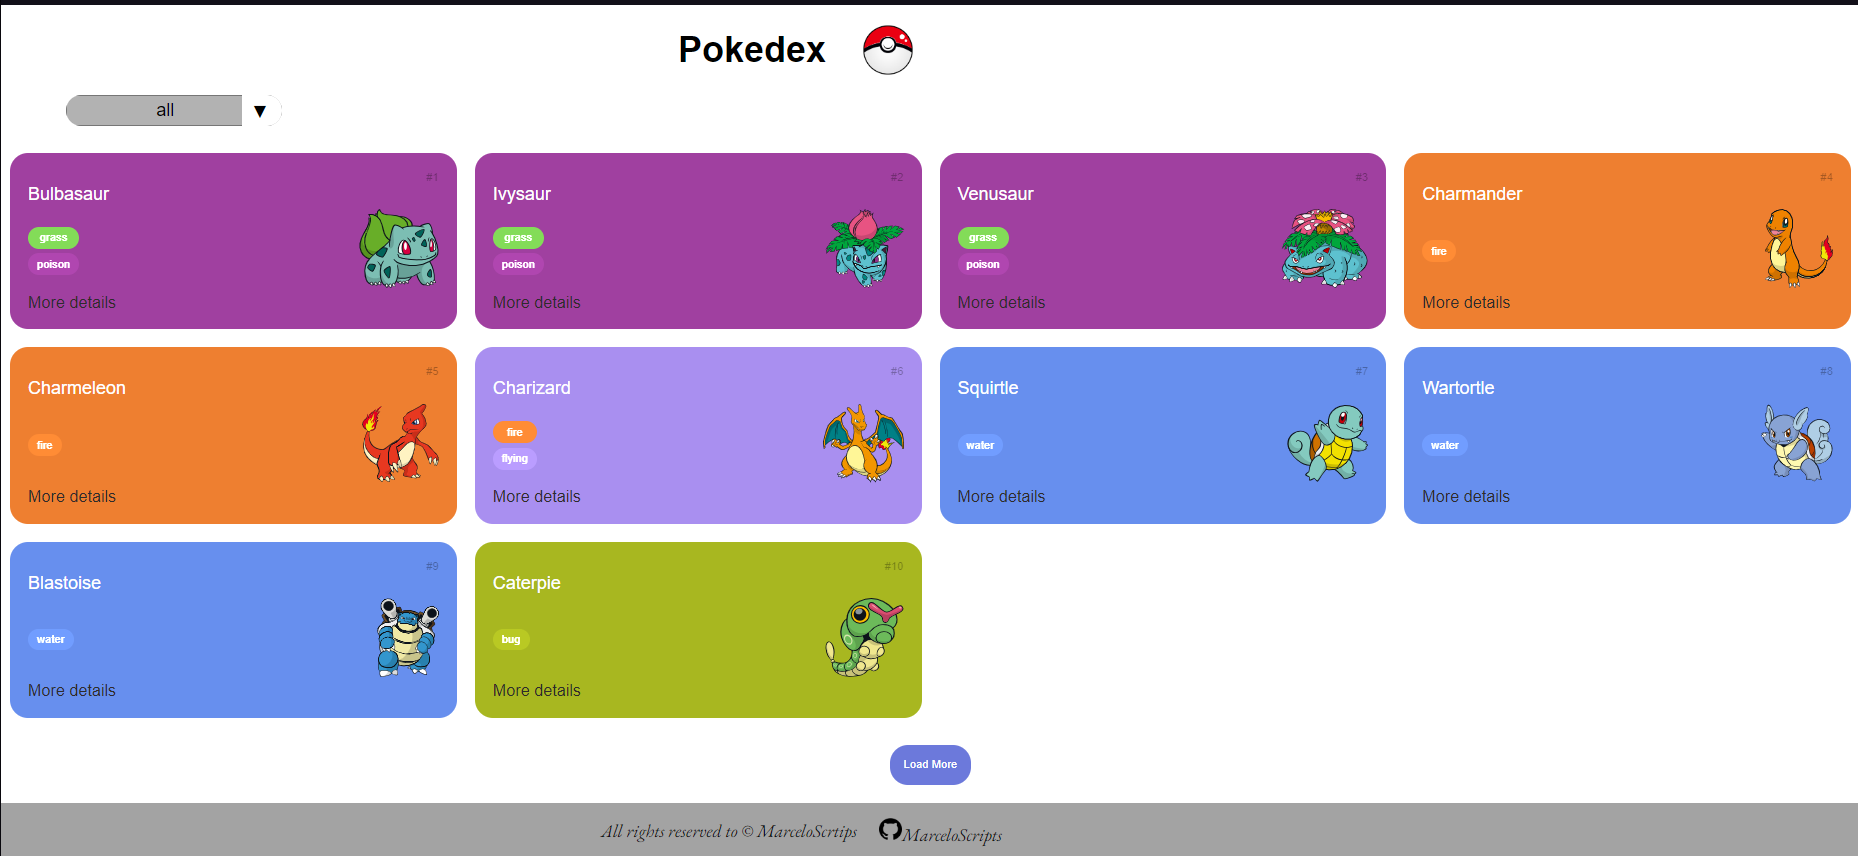 Pokedex
all ▼
#1
Bulbasaur
grass
poison
More details
#2
Ivysaur
grass
poison
More details
#3
Venusaur
grass
poison
More details
#4
Charmander
fire
More details
#5
Charmeleon
fire
More details
#6
Charizard
fire
flying
More details
#7
Squirtle
water
More details
#8
Wartortle
water
More details
#9
Blastoise
water
More details
#10
Caterpie
bug
More details
Load More
All rights reserved to © MarceloScrtips MarceloScripts